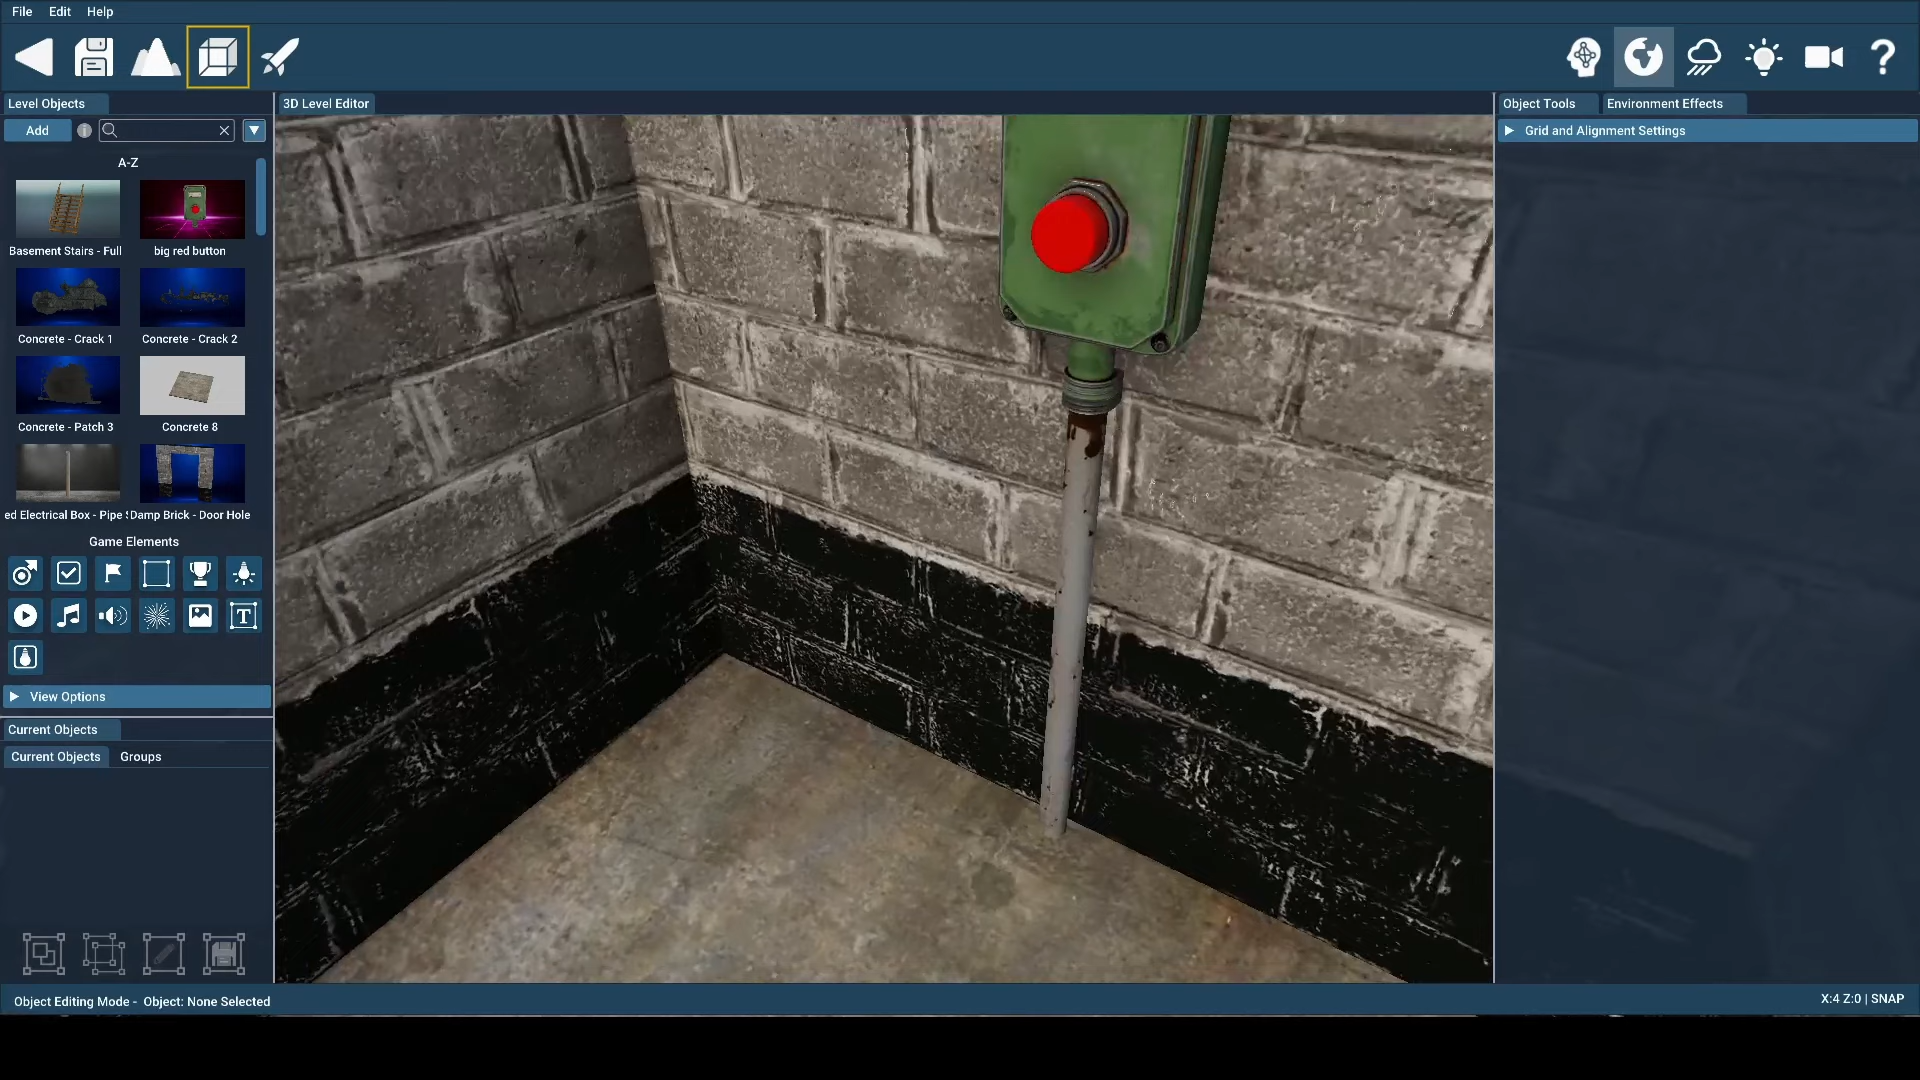 File Edit Help
Level Objects
3D Level Editor
Object Tools Environment Effects
Add
Grid and Alignment Settings
A-Z
Basement Stairs - Full
big red button
Concrete - Crack 1
Concrete - Crack 2
Concrete - Patch 3
Concrete 8
ed Electrical Box - Pipe
Damp Brick - Door Hole
Game Elements
T
View Options
Current Objects
Current Objects Groups
Object Editing Mode - Object: None Selected
X:4 Z:0 | SNAP